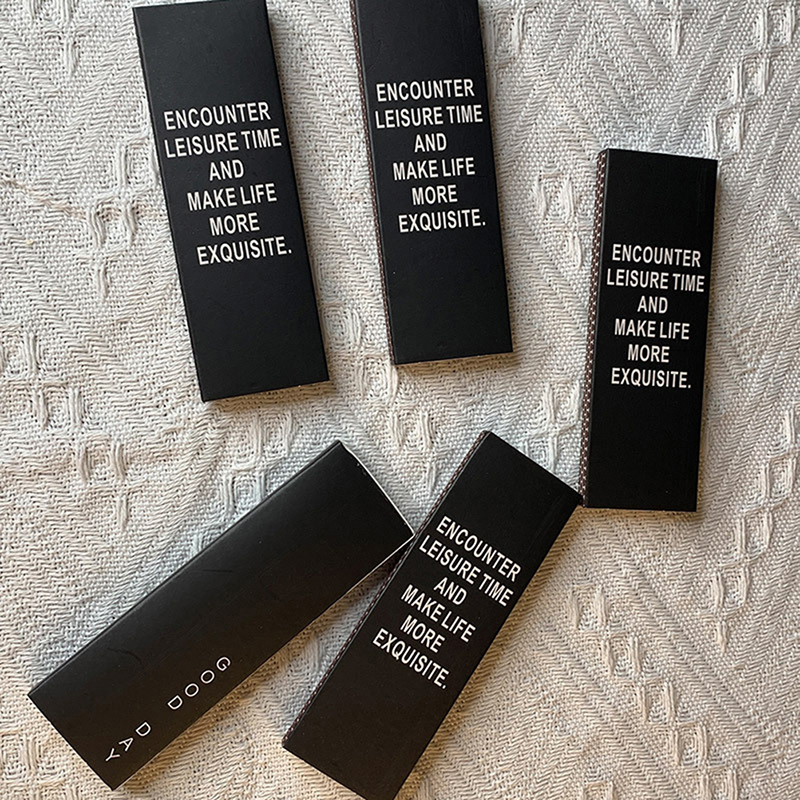 ENCOUNTER
LEISURE TIME
AND
MAKE LIFE
MORE
EXQUISITE.
ENCOUNTER
LEISURE TIME
AND
MAKE LIFE
MORE
EXQUISITE.
ENCOUNTER
LEISURE TIME
AND
MAKE LIFE
MORE
EXQUISITE.
GOOD DAY
ENCOUNTER
LEISURE TIME
AND
MAKE LIFE
MORE
EXQUISITE.